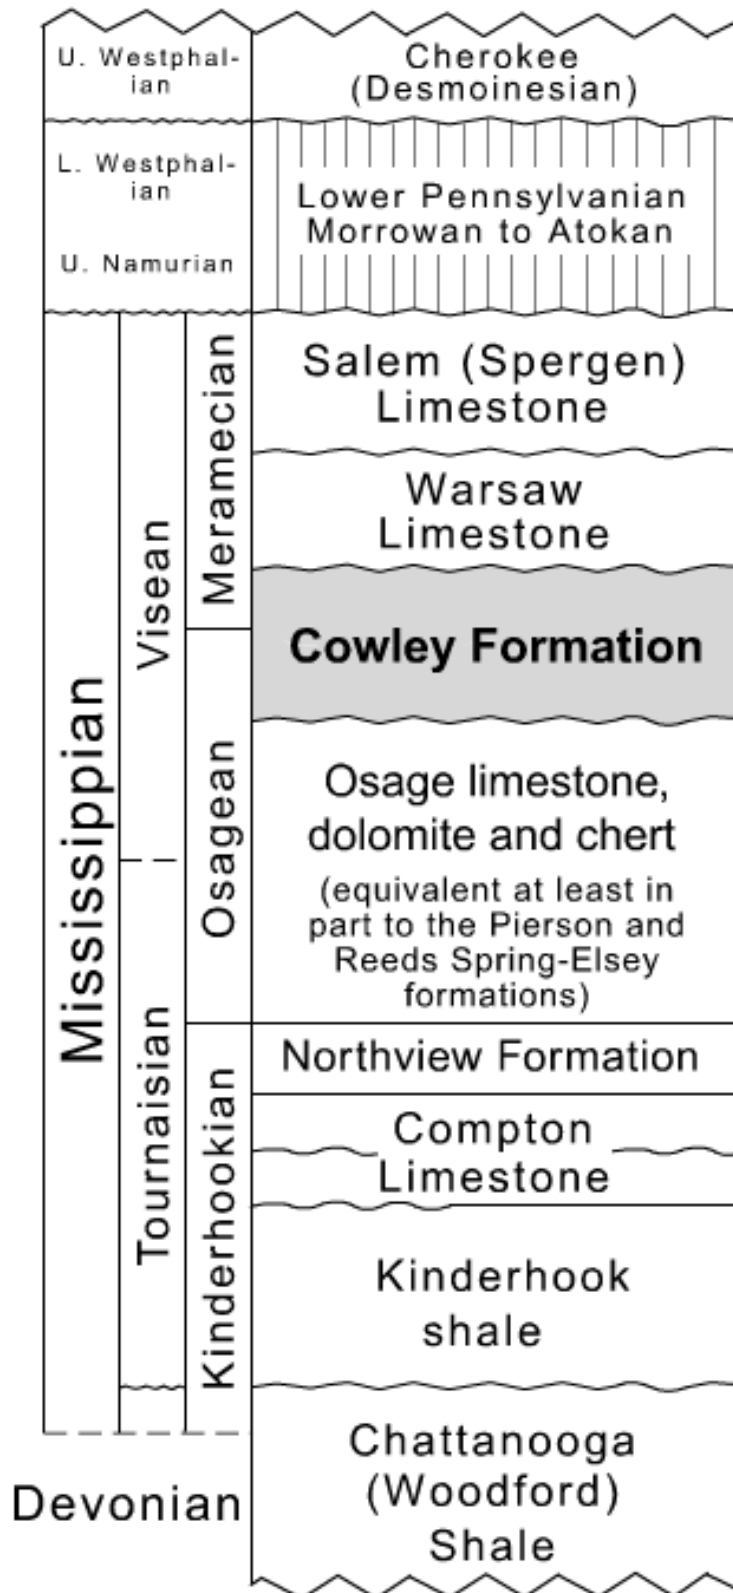 U. Westphal-
ian
Cherokee
(Desmoinesian)
L. Westphal-
ian
U. Namurian
Lower Pennsylvanian
Morrowan to Atokan
Mississippian
Visean
Tournaisian
Meramecian
Osagean
Kinderhookian
Salem (Spergen)
Limestone
Warsaw
Limestone
Cowley Formation
Osage limestone,
dolomite and chert
(equivalent at least in
part to the Pierson and
Reeds Spring-Elsey
formations)
Northview Formation
Compton
Limestone
Kinderhook
shale
Devonian
Chattanooga
(Woodford)
Shale